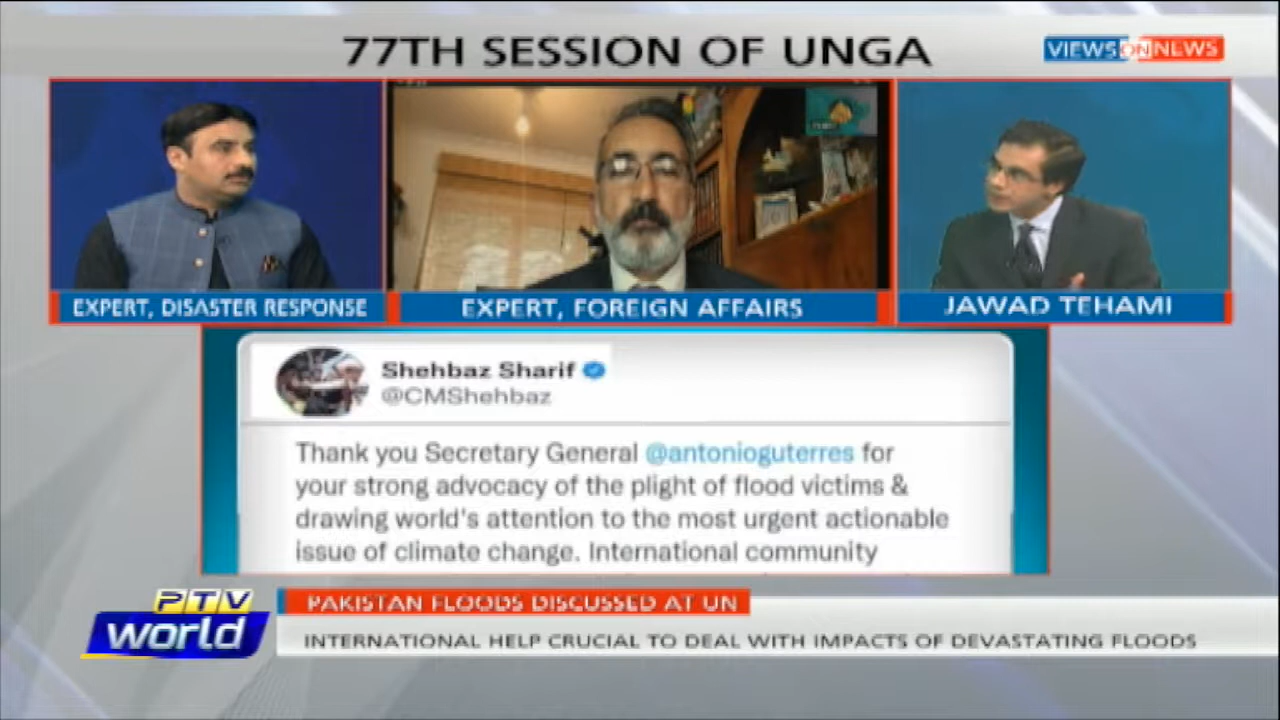 77TH SESSION OF UNGA
VIEWS ON NEWS
EXPERT, DISASTER RESPONSE
EXPERT, FOREIGN AFFAIRS
JAWAD TEHAMI
Shehbaz Sharif
@CMShehbaz
Thank you Secretary General @antonioguterres for
your strong advocacy of the plight of flood victims &
drawing world's attention to the most urgent actionable
issue of climate change. International community
PTV
world
PAKISTAN FLOODS DISCUSSED AT UN
INTERNATIONAL HELP CRUCIAL TO DEAL WITH IMPACTS OF DEVASTATING FLOODS